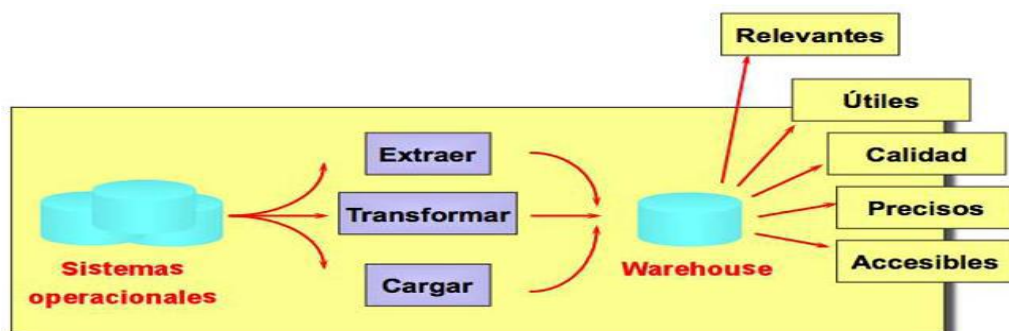 Relevantes
Útiles
Extraer
Calidad
Transformar
Precisos
Sistemas
operacionales
Warehouse
Accesibles
Cargar